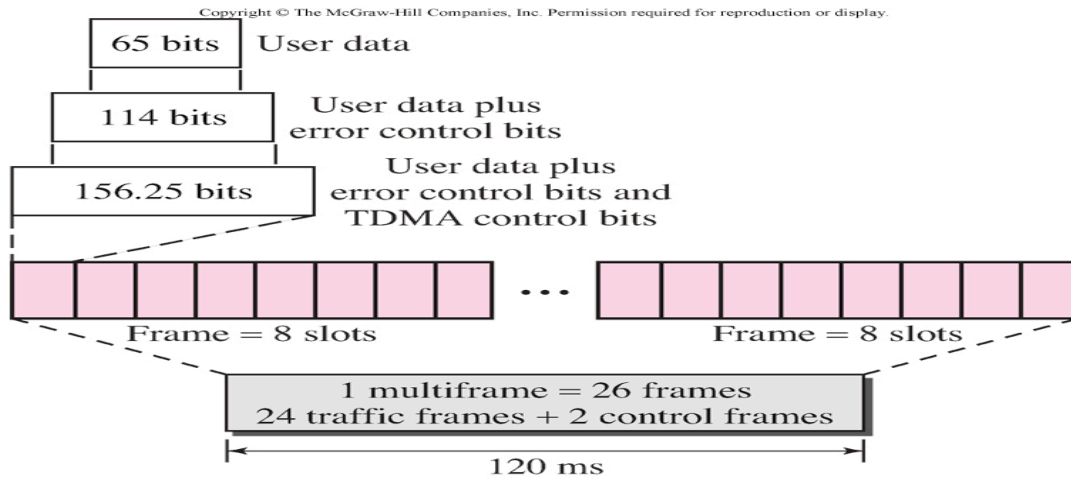 Copyright © The McGraw-Hill Companies, Inc. Permission required for reproduction or display.
65 bits
User data
114 bits
User data plus
error control bits
156.25 bits
User data plus
error control bits and
TDMA control bits
•••
Frame = 8 slots
Frame = 8 slots
1 multiframe = 26 frames
24 traffic frames + 2 control frames
120 ms